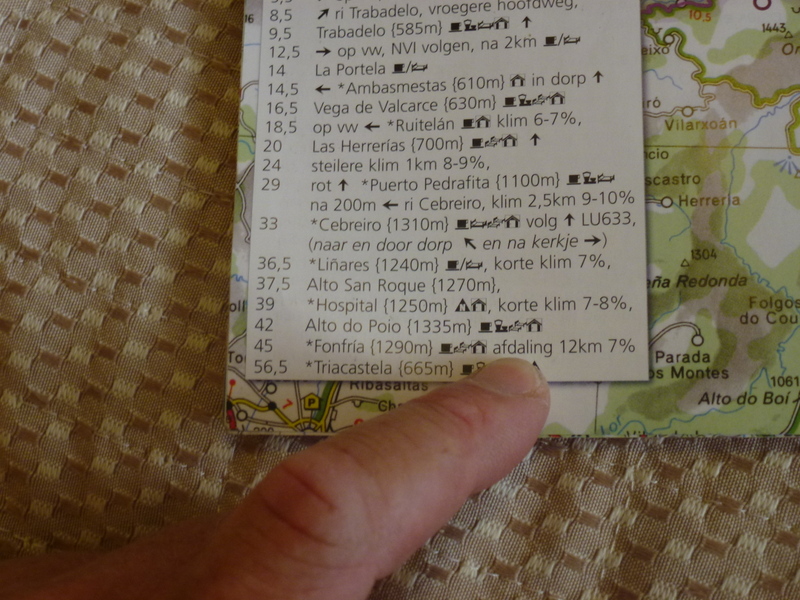 8,5 ri Trabadelo, vroegere hoofdweg,
9,5 Trabadelo {585m} ↑
12,5 → op vw, NVI volgen, na 2km /
14 La Portela /
14,5 ← *Ambasmestas {610m} in dorp ↑
16,5 Vega de Valcarce {630m}
18,5 op vw ← *Ruitelán klim 6-7%,
20 Las Herrerías {700m} ↑
24 steilere klim 1km 8-9%,
29 rot ↑ *Puerto Pedrafita {1100m}
na 200m ← ri Cebreiro, klim 2,5km 9-10%
33 *Cebreiro {1310m} volg ↑ LU633,
(naar en door dorp ↖ en na kerkje →)
36,5 *Liñares {1240m} /, korte klim 7%,
37,5 Alto San Roque {1270m},
39 *Hospital {1250m} , korte klim 7-8%,
42 Alto do Poio {1335m}
45 *Fonfría {1290m} afdaling 12km 7%
56,5 *Triacastela {665m}
10.5
1443
Vilarxoán
Herrería
1304
Redonda
Folgos
do Cou
Parada
os Montes
1061
Alto do Boi
Ribasaltas
P
Lor